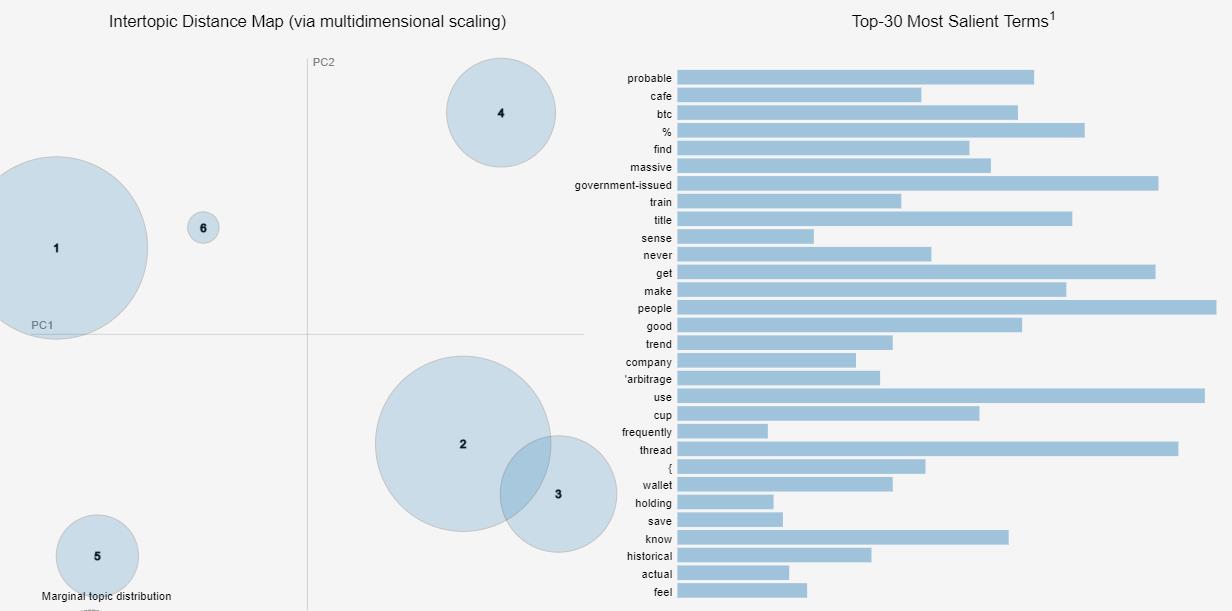 Intertopic Distance Map (via multidimensional scaling)
PC2
4
6
1
PC1
2
3
5
Marginal topic distribution
Top-30 Most Salient Terms1
probable
cafe
btc
%
find
massive
government-issued
train
title
sense
never
get
make
people
good
trend
company
'arbitrage
use
cup
frequently
thread
{
wallet
holding
save
know
historical
actual
feel